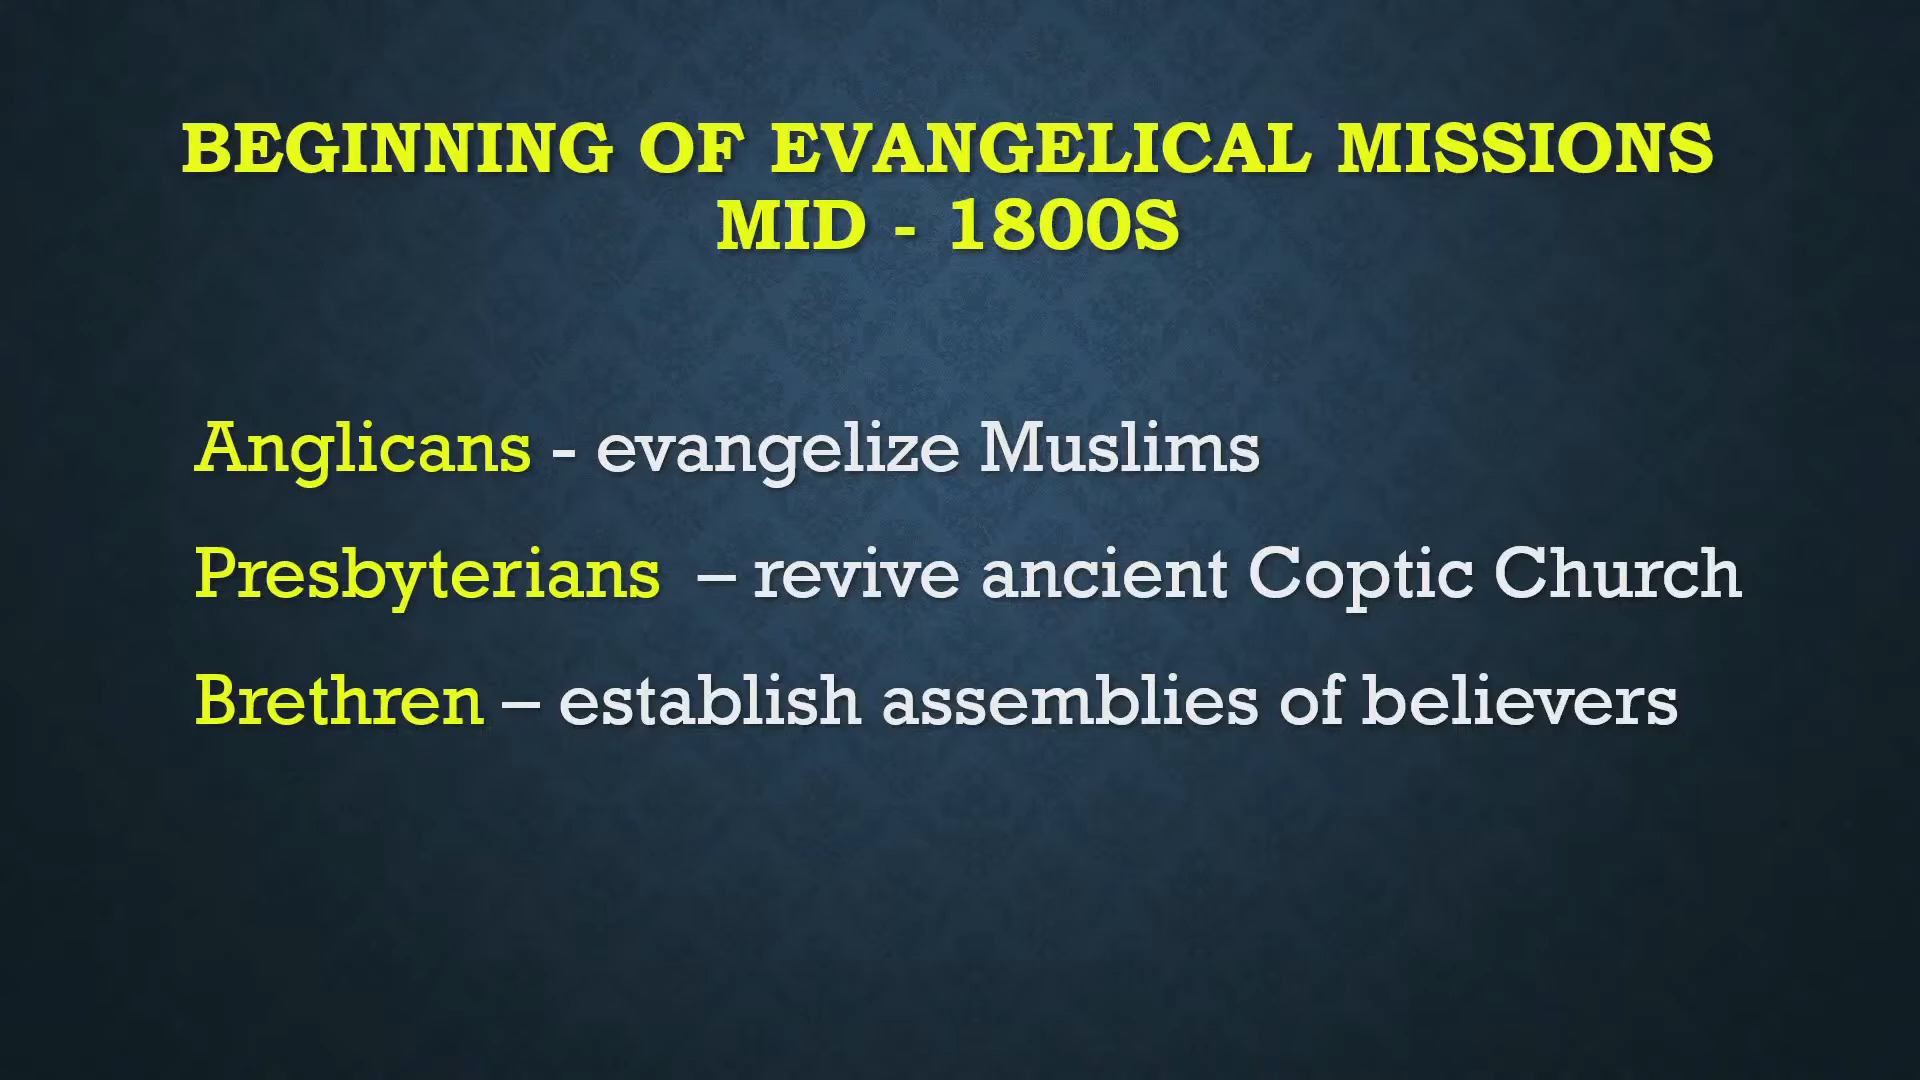 BEGINNING OF EVANGELICAL MISSIONS
MID - 1800S
Anglicans - evangelize Muslims
Presbyterians – revive ancient Coptic Church
Brethren – establish assemblies of believers